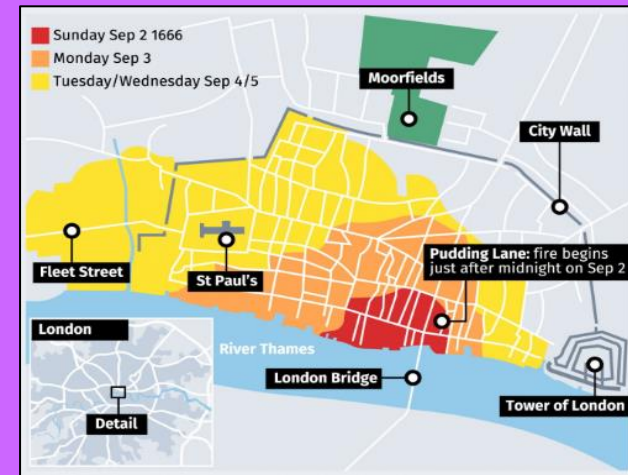 Sunday Sep 2 1666
Monday Sep 3
Tuesday/Wednesday Sep 4/5
Moorfields
City Wall
Pudding Lane: fire begins
just after midnight on Sep 2
Fleet Street
St Paul's
London
River Thames
London Bridge
Tower of London
Detail